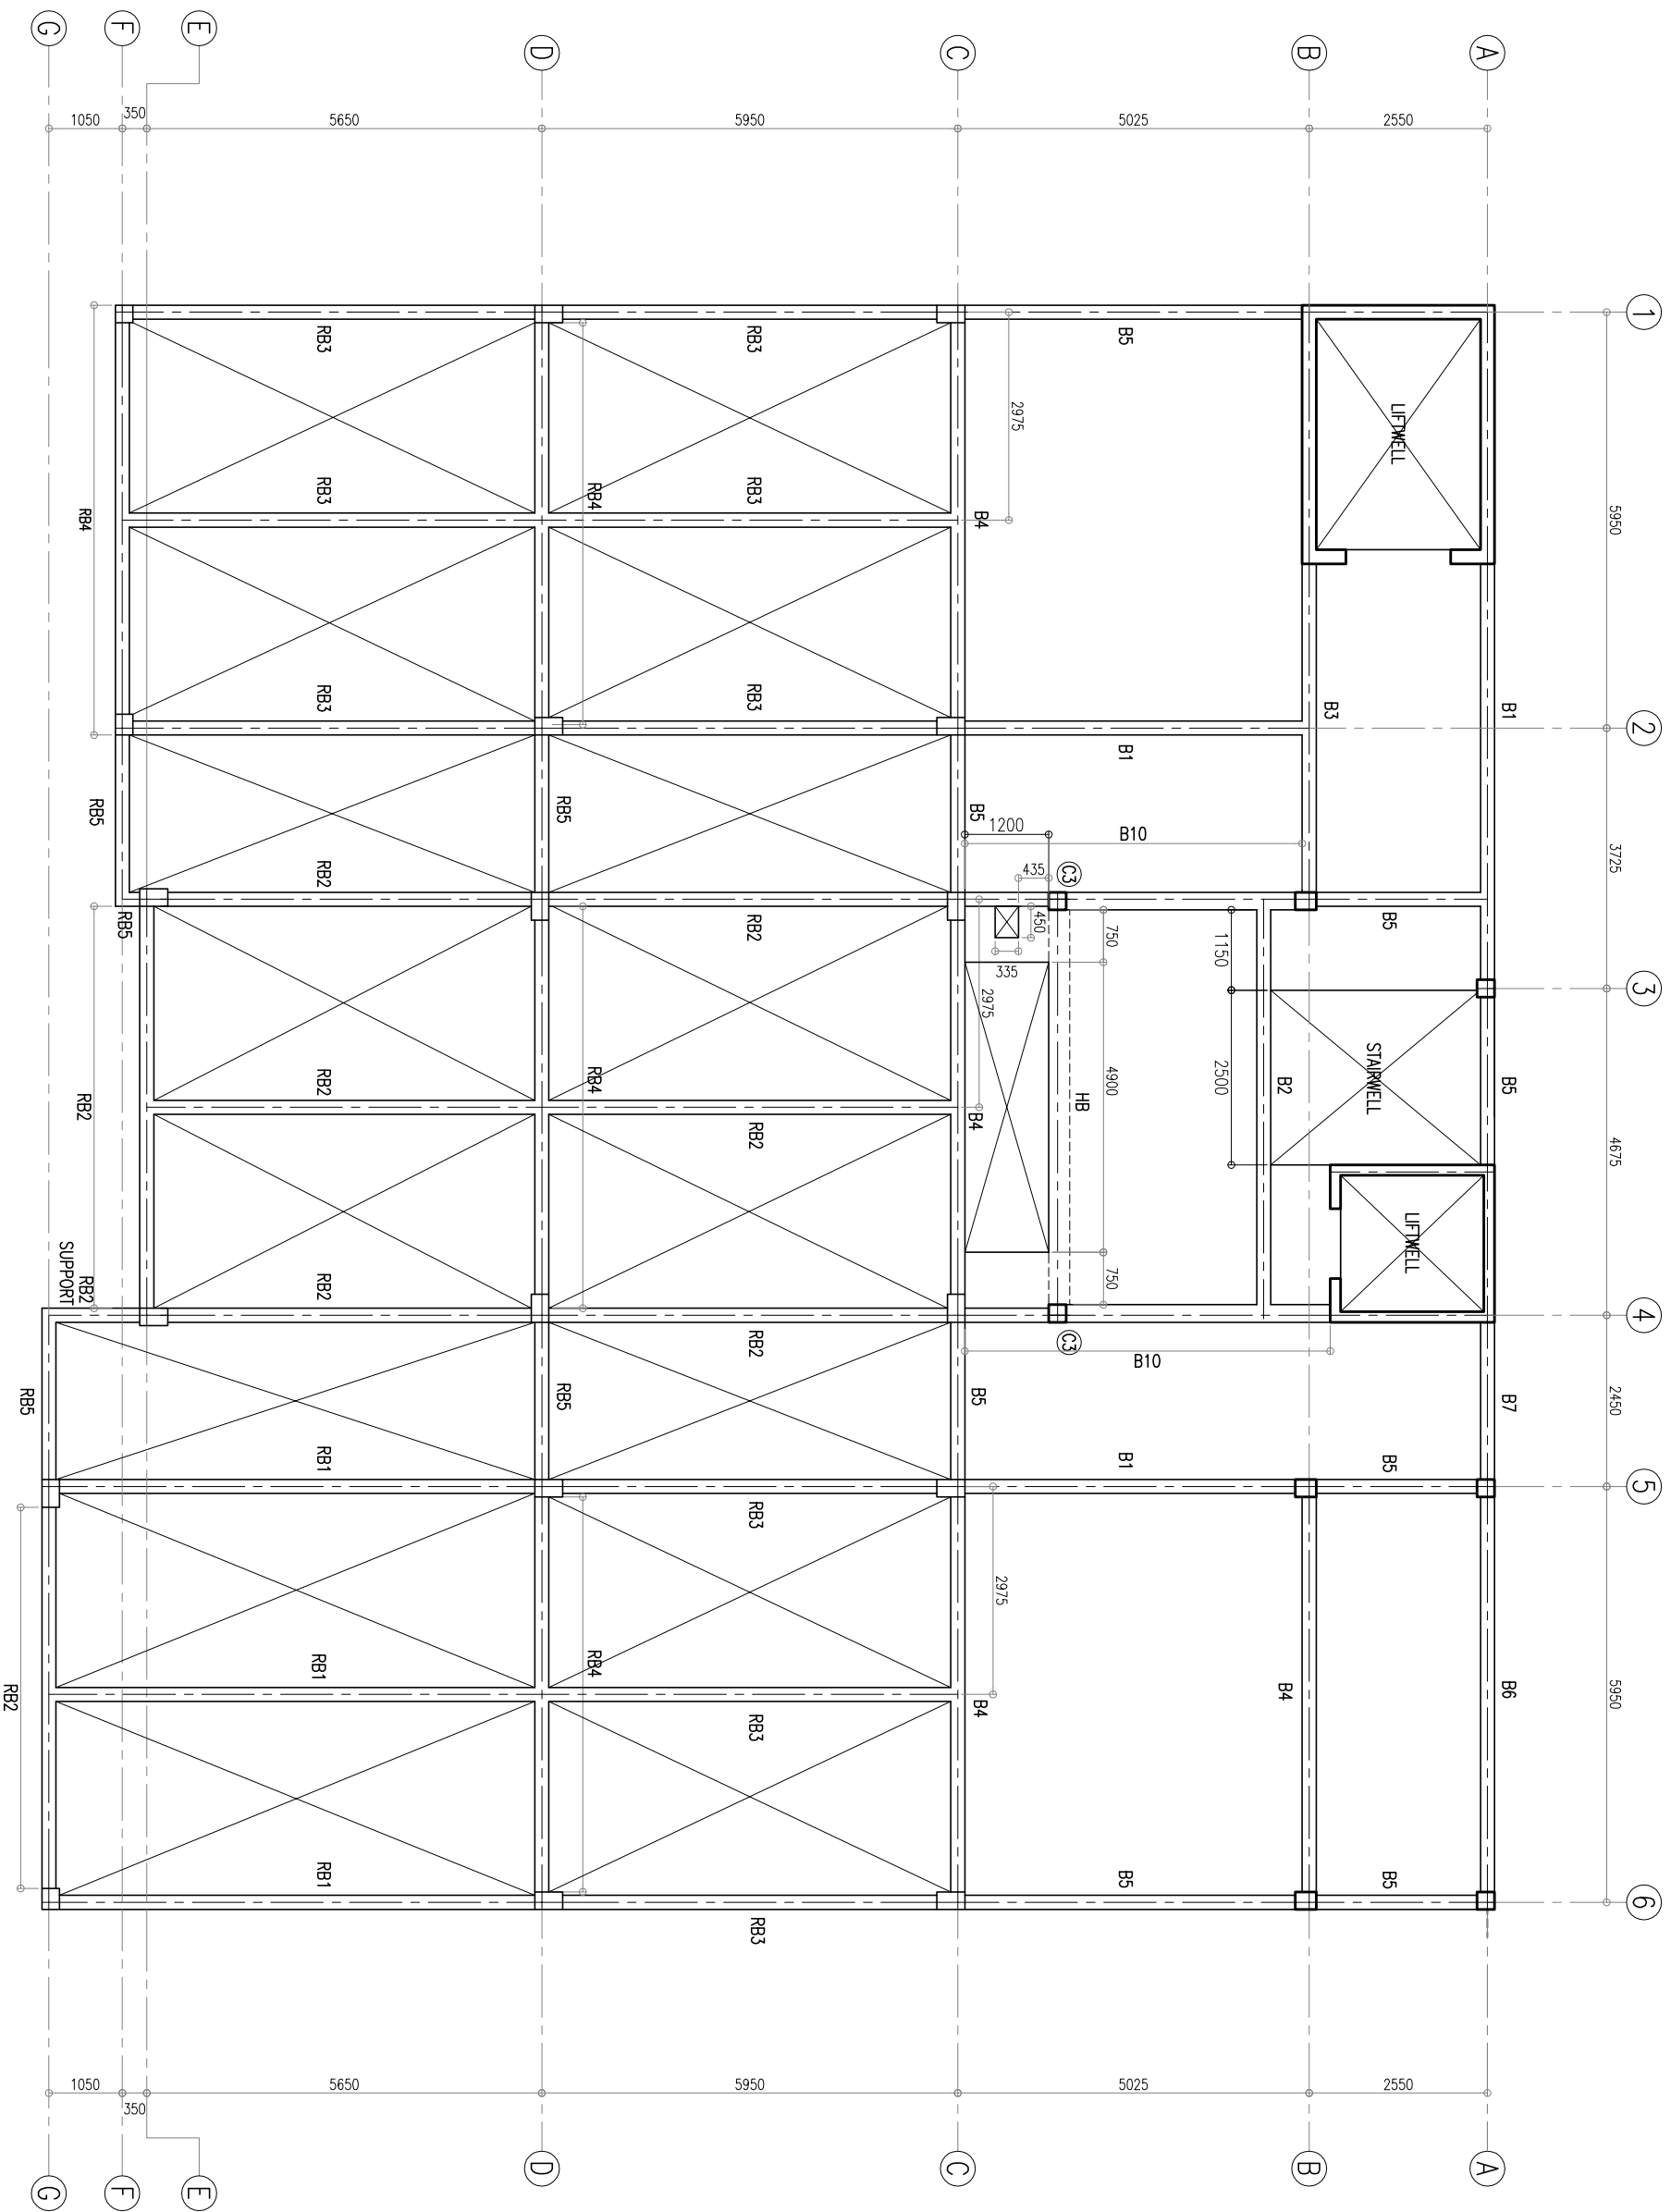 G
F
E
D
C
B
A
1050
350
5650
5950
5025
2550
1
RB3
RB3
B5
LIFTWELL
5950
2975
RB4
RB3
RB4
RB3
B4
RB3
RB3
B3
B1
2
B1
RB5
RB5
B5
1200
B10
3725
RB2
435
C3
RB5
RB2
450
750
1150
B5
335
2975
3
RB2
RB2
RB4
RB2
B4
4900
HB
2500
B2
STAIRWELL
B5
4675
LIFTWELL
RB2
SUPPORT
RB2
750
4
RB2
C3
B10
RB5
RB5
B5
B7
2450
RB1
B1
B5
5
RB3
2975
RB2
RB1
RB4
RB3
B4
B4
B6
5950
RB1
B5
B5
6
RB3
1050
350
5650
5950
5025
2550
G
F
E
D
C
B
A